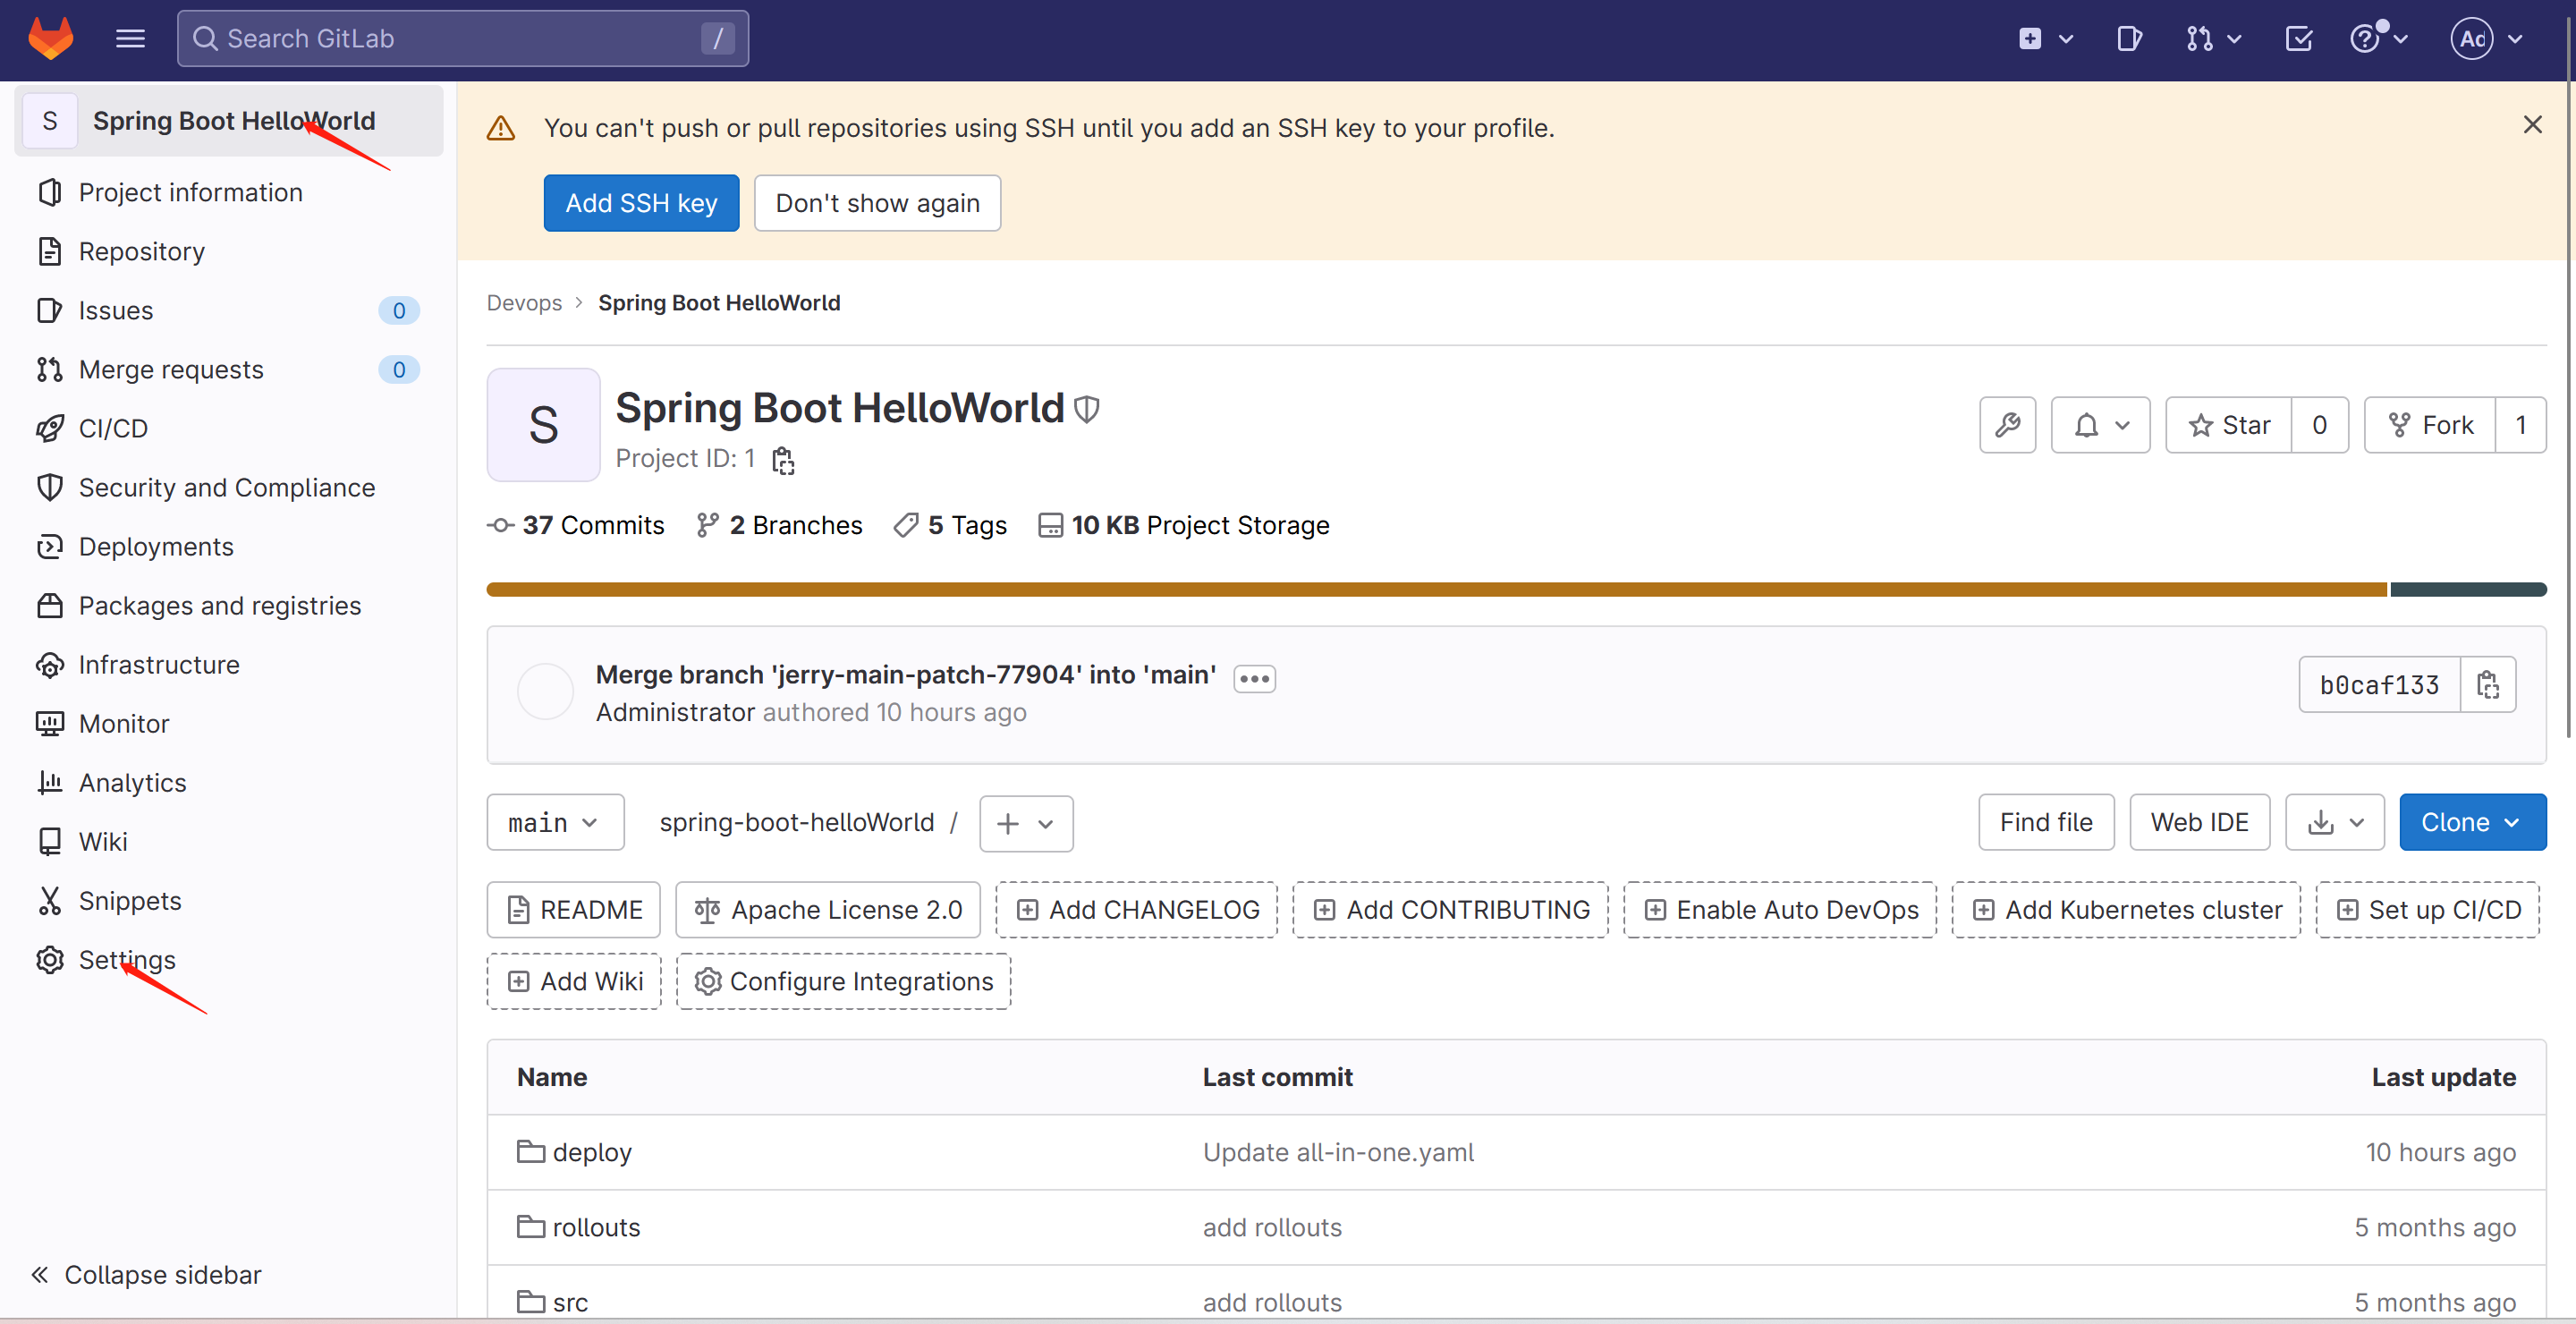 Search GitLab /
Ad
S Spring Boot HelloWorld
Project information
Repository
Issues 0
Merge requests 0
CI/CD
Security and Compliance
Deployments
Packages and registries
Infrastructure
Monitor
Analytics
Wiki
Snippets
Settings
Collapse sidebar
You can't push or pull repositories using SSH until you add an SSH key to your profile.
Add SSH key Don't show again
Devops > Spring Boot HelloWorld
S
Spring Boot HelloWorld
Project ID: 1
Star 0 Fork 1
37 Commits 2 Branches 5 Tags 10 KB Project Storage
Merge branch 'jerry-main-patch-77904' into 'main'
Administrator authored 10 hours ago
b0caf133
main spring-boot-helloWorld / + Find file Web IDE Clone
README Apache License 2.0 Add CHANGELOG Add CONTRIBUTING Enable Auto DevOps Add Kubernetes cluster Set up CI/CD
Add Wiki Configure Integrations
Name Last commit Last update
deploy Update all-in-one.yaml 10 hours ago
rollouts add rollouts 5 months ago
src add rollouts 5 months ago